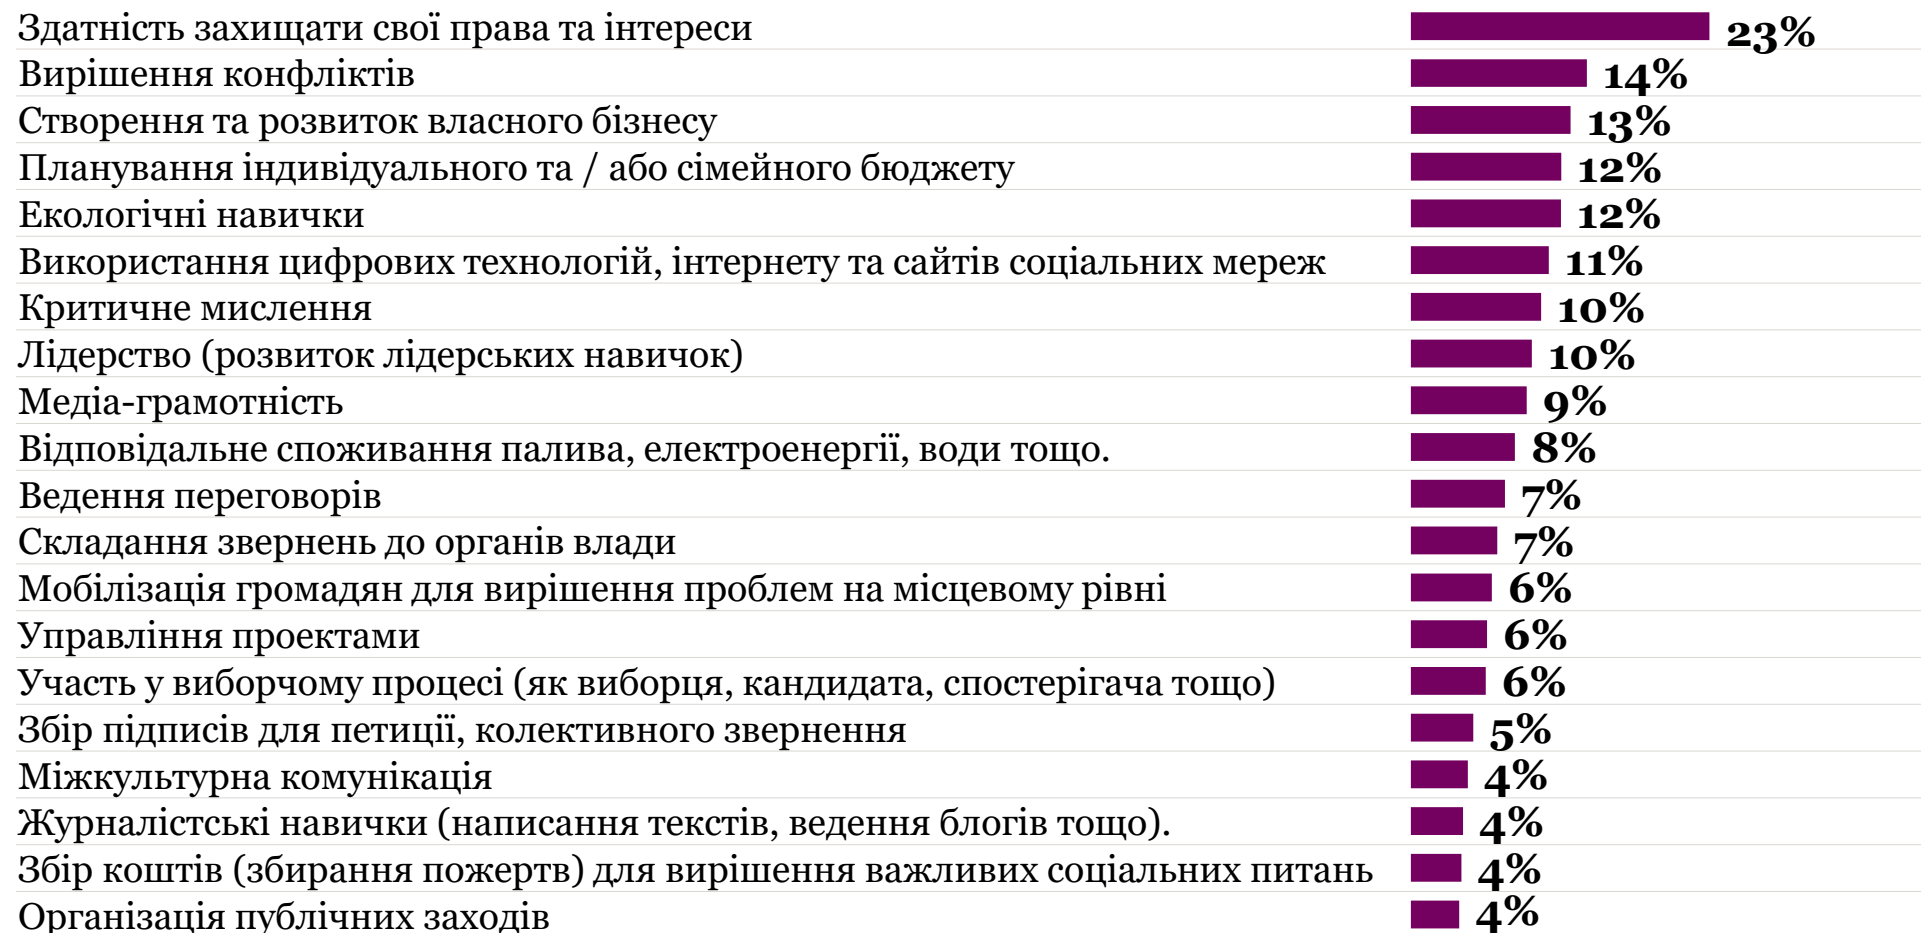 Здатність захищати свої права та інтереси 23%
Вирішення конфліктів 14%
Створення та розвиток власного бізнесу 13%
Планування індивідуального та / або сімейного бюджету 12%
Екологічні навички 12%
Використання цифрових технологій, інтернету та сайтів соціальних мереж 11%
Критичне мислення 10%
Лідерство (розвиток лідерських навичок) 10%
Медіа-грамотність 9%
Відповідальне споживання палива, електроенергії, води тощо. 8%
Ведення переговорів 7%
Складання звернень до органів влади 7%
Мобілізація громадян для вирішення проблем на місцевому рівні 6%
Управління проектами 6%
Участь у виборчому процесі (як виборця, кандидата, спостерігача тощо) 6%
Збір підписів для петиції, колективного звернення 5%
Міжкультурна комунікація 4%
Журналістські навички (написання текстів, ведення блогів тощо). 4%
Збір коштів (збирання пожертв) для вирішення важливих соціальних питань 4%
Організація публічних заходів 4%